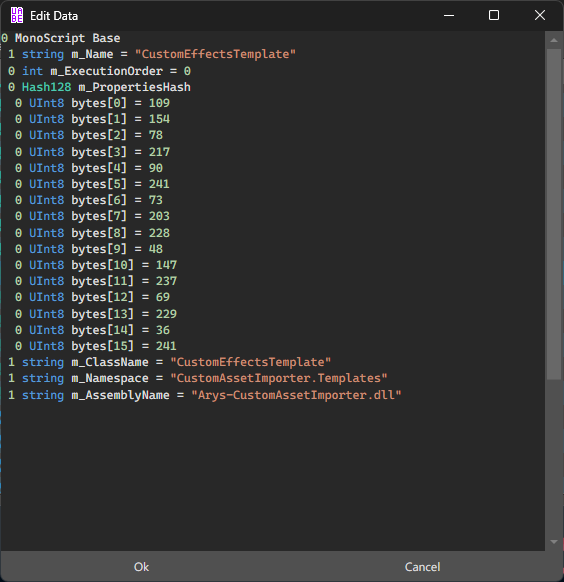 UABE
Edit Data
0 MonoScript Base
1 string m_Name = "CustomEffectsTemplate"
0 int m_ExecutionOrder = 0
0 Hash128 m_PropertiesHash
0 UInt8 bytes[0] = 109
0 UInt8 bytes[1] = 154
0 UInt8 bytes[2] = 78
0 UInt8 bytes[3] = 217
0 UInt8 bytes[4] = 90
0 UInt8 bytes[5] = 241
0 UInt8 bytes[6] = 73
0 UInt8 bytes[7] = 203
0 UInt8 bytes[8] = 228
0 UInt8 bytes[9] = 48
0 UInt8 bytes[10] = 147
0 UInt8 bytes[11] = 237
0 UInt8 bytes[12] = 69
0 UInt8 bytes[13] = 229
0 UInt8 bytes[14] = 36
0 UInt8 bytes[15] = 241
1 string m_ClassName = "CustomEffectsTemplate"
1 string m_Namespace = "CustomAssetImporter.Templates"
1 string m_AssemblyName = "Arys-CustomAssetImporter.dll"
Ok
Cancel